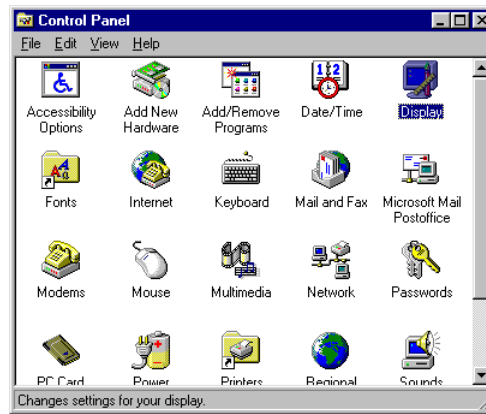 Control Panel
File Edit View Help
Accessibility Options
Add New Hardware
Add/Remove Programs
Date/Time
Display
Fonts
Internet
Keyboard
Mail and Fax
Microsoft Mail Postoffice
Modems
Mouse
Multimedia
Network
Passwords
PC Card
Power
Printers
Regional
Sounds
Changes settings for your display.